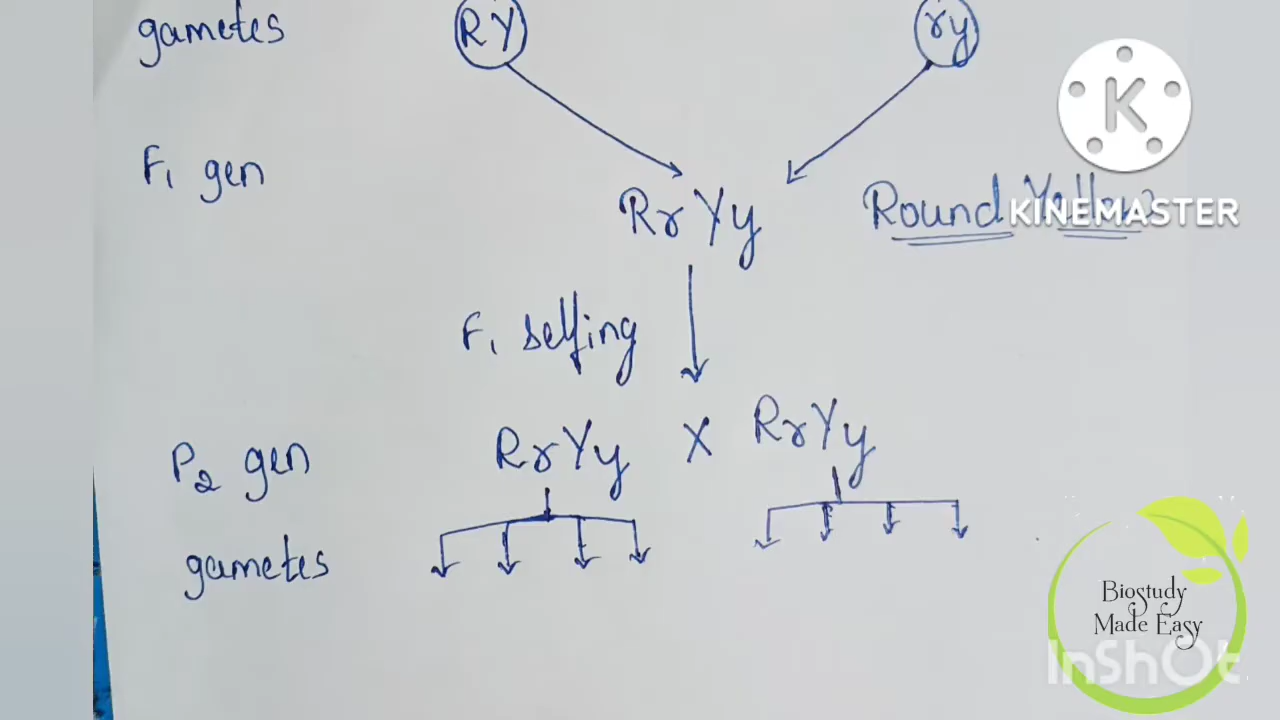 gametes RY ry
F1 gen
RrYy Round Yellow
KINEMASTER
F1 selfing
P2 gen RrYy X RrYy
gametes
Biostudy
Made Easy
InShOt